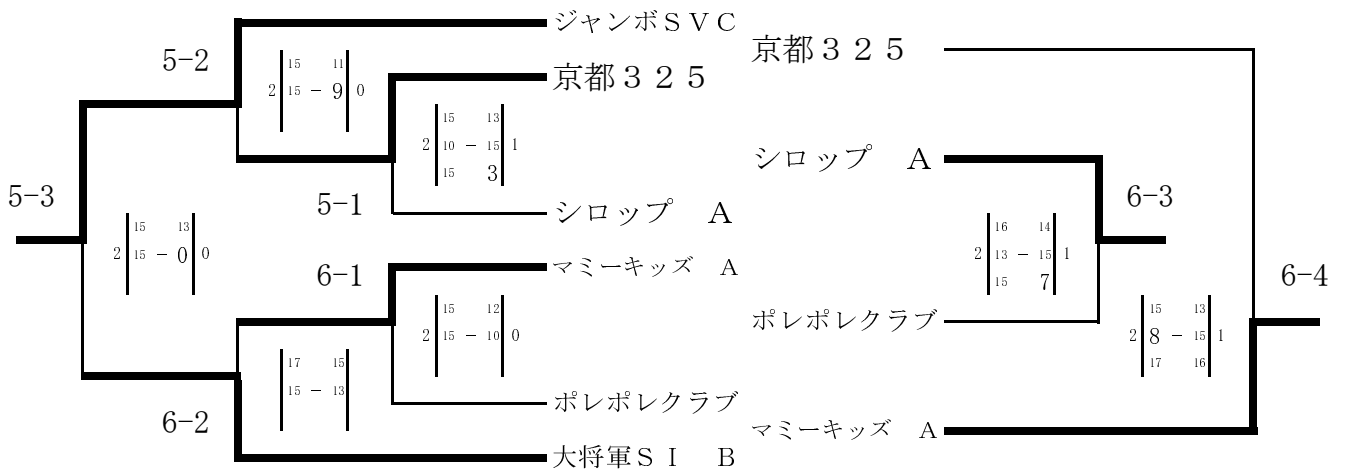 ジャンボＳＶＣ
京都３２５
5-2
15 11
2 15 － 9 0
京都３２５
15 13
2 10 － 15 1
15 3
シロップ　Ａ
5-3
5-1
6-3
シロップ　Ａ
15 13
2 15 － 0 0
16 14
2 13 － 15 1
15 7
6-1
マミーキッズ　Ａ
6-4
15 12
2 15 － 10 0
ポレポレクラブ
15 13
2 8 － 15 1
17 16
17 15
15 － 13
ポレポレクラブ
6-2
マミーキッズ　Ａ
大将軍ＳＩ　Ｂ